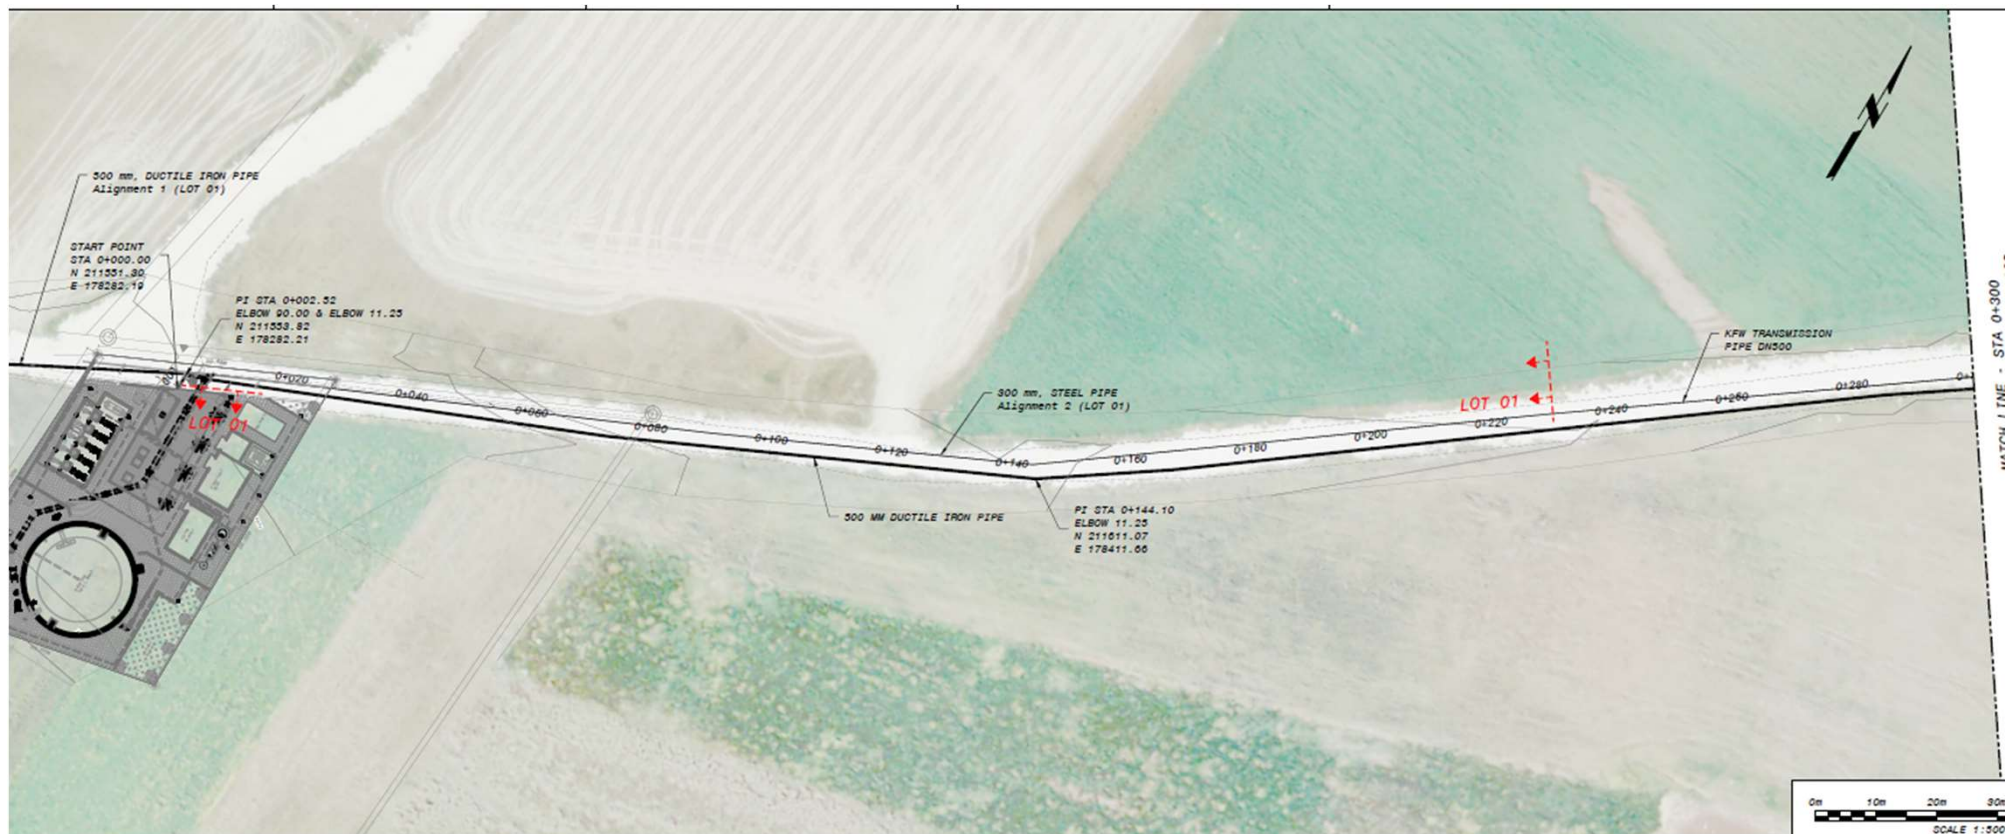 500 mm, DUCTILE IRON PIPE
Alignment 1 (LOT 01)
START POINT
STA 0+000.00
N 211551.30
E 178282.19
PI STA 0+002.52
ELBOW 90.00 & ELBOW 11.25
N 211553.82
E 178282.21
LOT 01
0+020
0+040
0+060
0+080
0+100
0+120
0+140
0+160
0+180
0+200
0+220
0+240
0+260
0+280
300 mm, STEEL PIPE
Alignment 2 (LOT 01)
500 MM DUCTILE IRON PIPE
PI STA 0+144.10
ELBOW 11.25
N 211611.07
E 178411.66
LOT 01
KFW TRANSMISSION
PIPE DN500
MATCH LINE - STA 0+300
0m 10m 20m 30m
SCALE 1:500